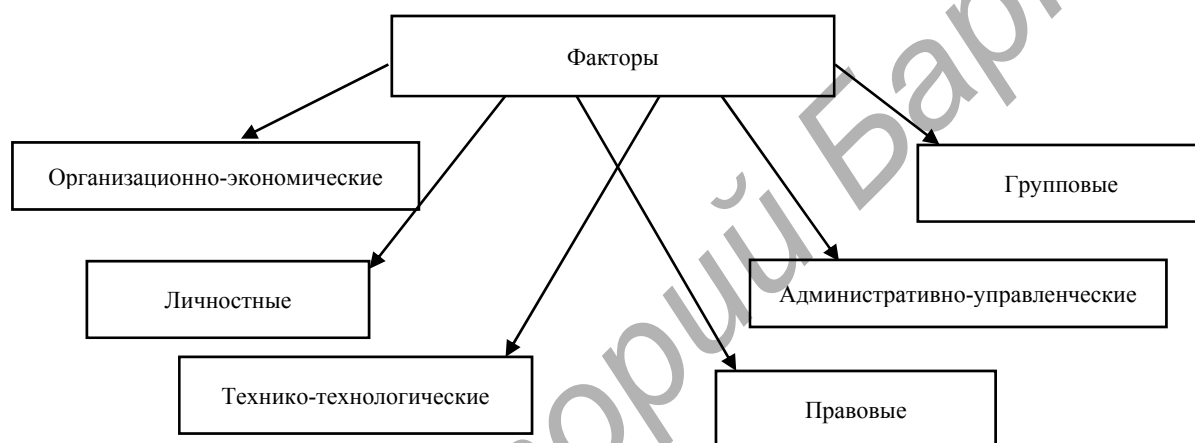 Факторы
Организационно-экономические
Групповые
Личностные
Административно-управленческие
Технико-технологические
Правовые